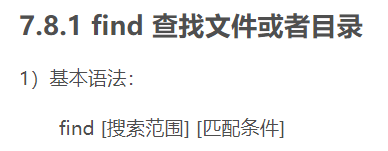 7.8.1 find 查找文件或者目录
1）基本语法：
find [搜索范围] [匹配条件]